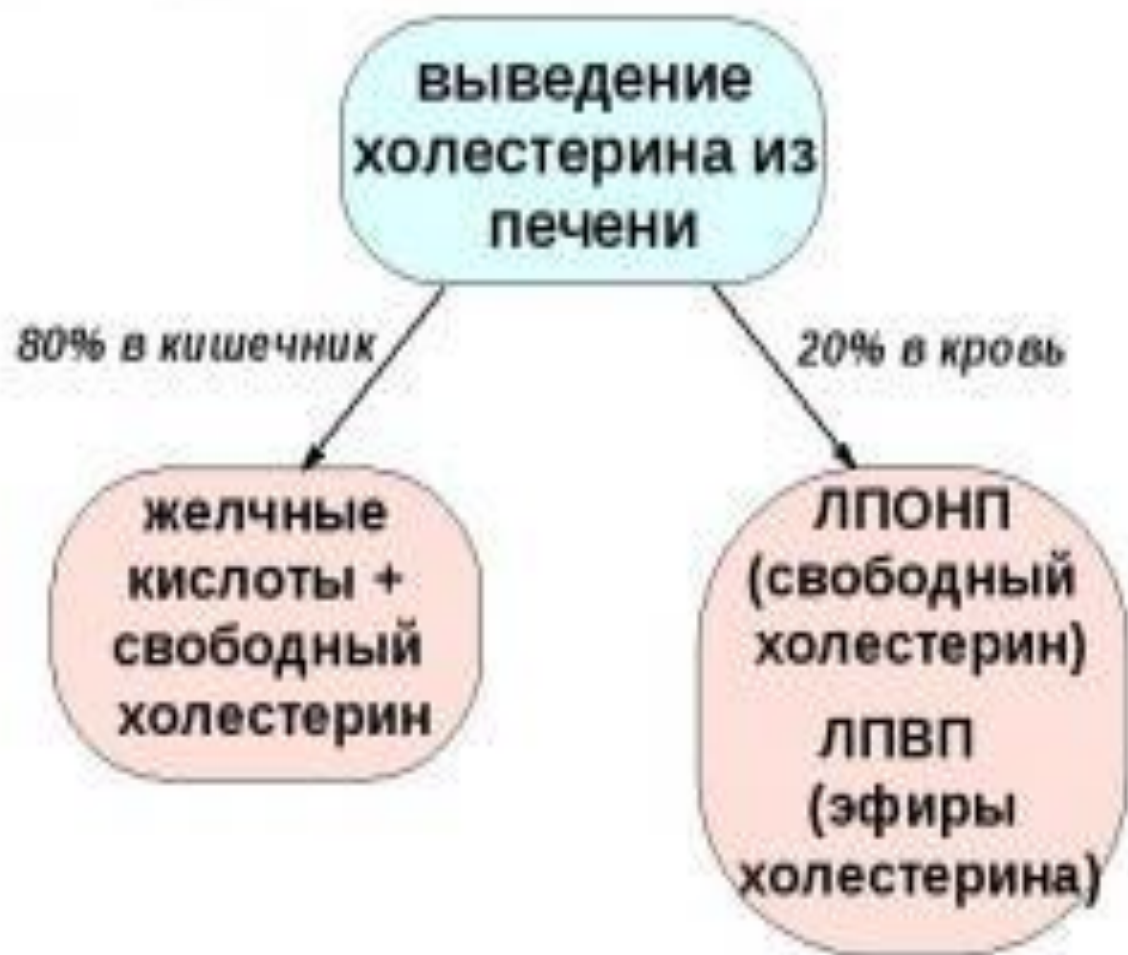 выведение
холестерина из
печени
80% в кишечник
20% в кровь
желчные
кислоты +
свободный
холестерин
ЛПОНП
(свободный
холестерин)
ЛПВП
(эфиры
холестерина)